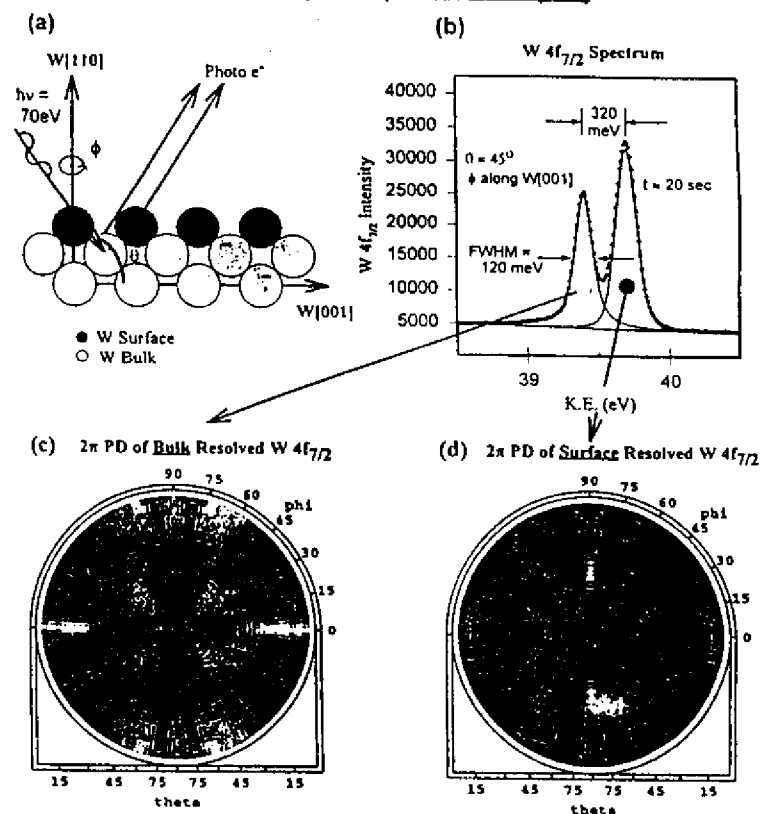 (a)
W[110]
Photo e⁻
hν =
70eV
ϕ
θ
W[001]
● W Surface
○ W Bulk
(b)
W 4f7/2 Spectrum
W 4f7/2 Intensity
40000
35000
30000
25000
20000
15000
10000
5000
320
meV
θ = 45°
ϕ along W[001]
t ≈ 20 sec
FWHM ≈
120 meV
39
40
K.E. (eV)
(c) 2π PD of Bulk Resolved W 4f7/2
90
75
60
45
30
15
0
phi
15 45 75 75 45 15
theta
(d) 2π PD of Surface Resolved W 4f7/2
90
75
60
45
30
15
0
phi
15 45 75 75 45 15
theta